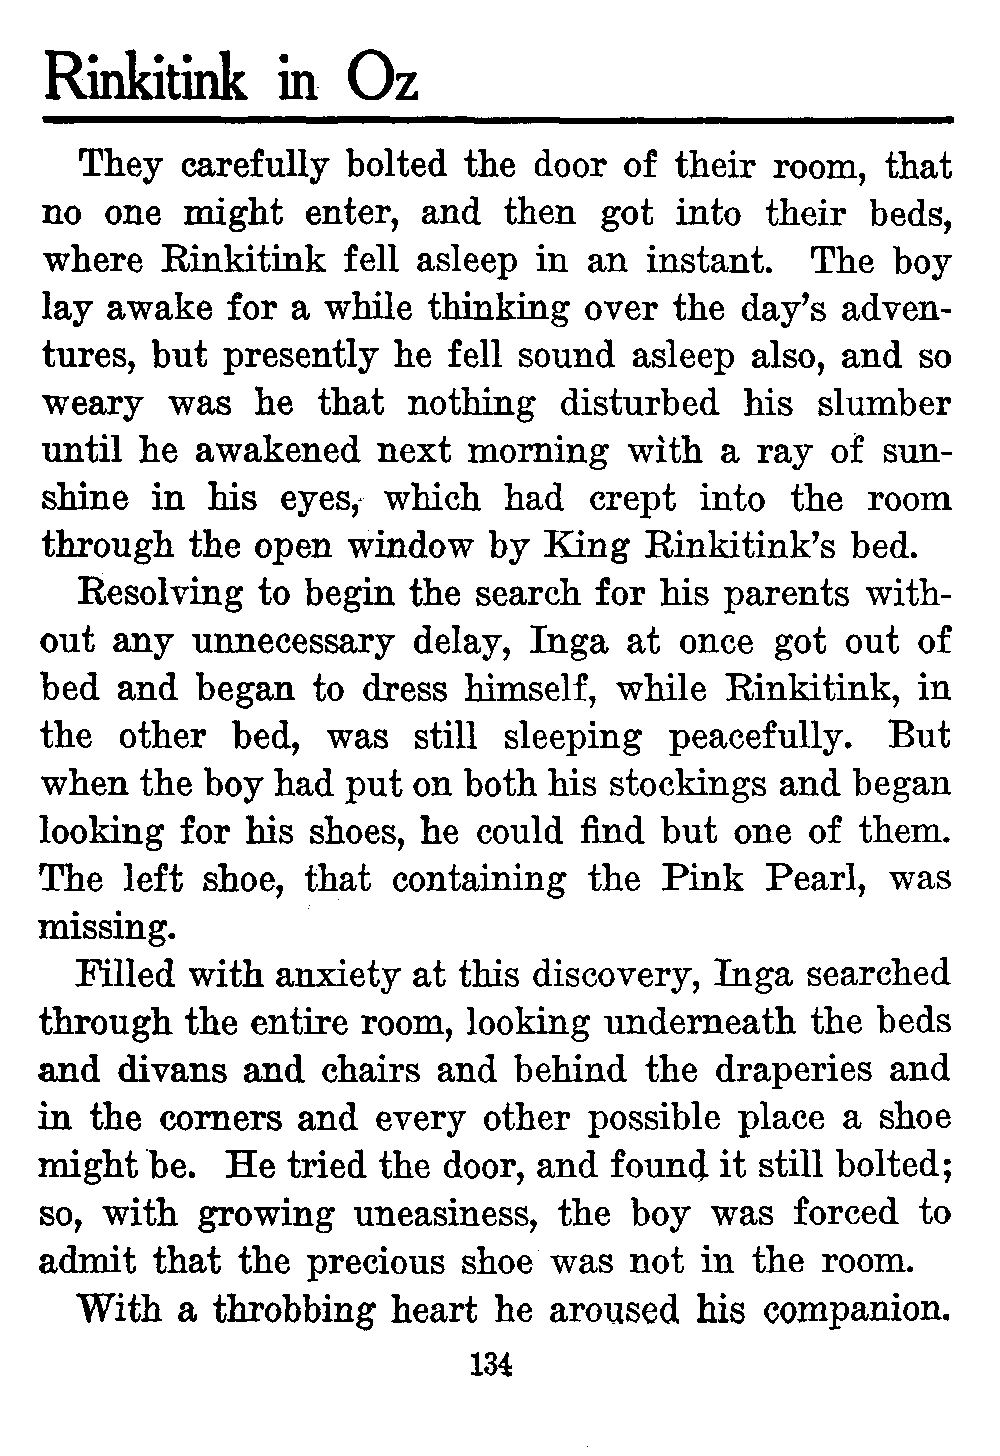 Rinkitink in Oz
They carefully bolted the door of their room, that
no one might enter, and then got into their beds,
where Rinkitink fell asleep in an instant. The boy
lay awake for a while thinking over the day's adven-
tures, but presently he fell sound asleep also, and so
weary was he that nothing disturbed his slumber
until he awakened next morning with a ray of sun-
shine in his eyes, which had crept into the room
through the open window by King Rinkitink's bed.
Resolving to begin the search for his parents with-
out any unnecessary delay, Inga at once got out of
bed and began to dress himself, while Rinkitink, in
the other bed, was still sleeping peacefully. But
when the boy had put on both his stockings and began
looking for his shoes, he could find but one of them.
The left shoe, that containing the Pink Pearl, was
missing.
Filled with anxiety at this discovery, Inga searched
through the entire room, looking underneath the beds
and divans and chairs and behind the draperies and
in the corners and every other possible place a shoe
might be. He tried the door, and found it still bolted;
so, with growing uneasiness, the boy was forced to
admit that the precious shoe was not in the room.
With a throbbing heart he aroused his companion.
134